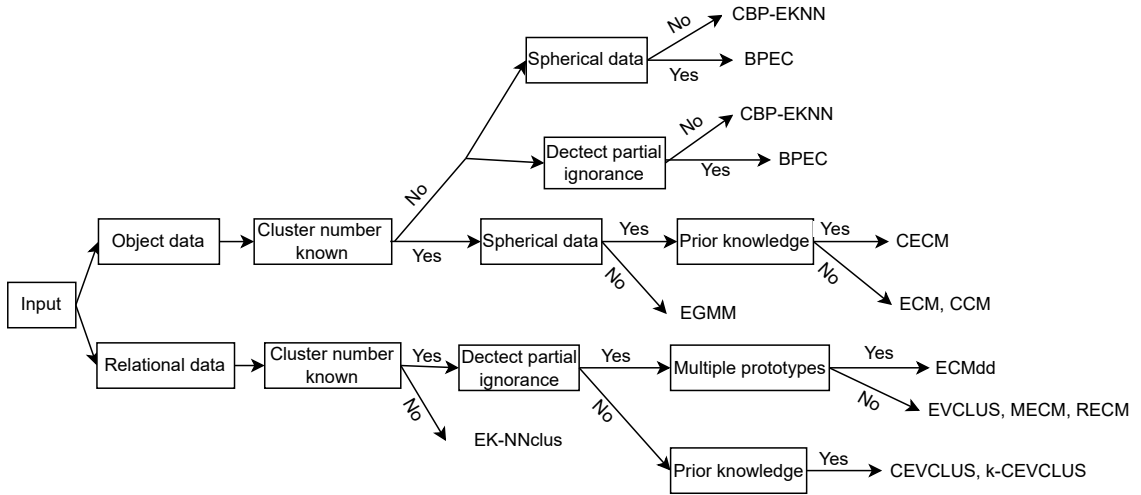 No
CBP-EKNN
Spherical data
Yes
BPEC
No
CBP-EKNN
Dectect partial
ignorance
Yes
BPEC
No
Object data
Cluster number
known
Yes
Spherical data
Yes
Prior knowledge
Yes
CECM
No
No
ECM, CCM
EGMM
Input
Relational data
Cluster number
known
Yes
Dectect partial
ignorance
Yes
Multiple prototypes
Yes
ECMdd
No
No
No
EVCLUS, MECM, RECM
EK-NNclus
Prior knowledge
Yes
CEVCLUS, k-CEVCLUS